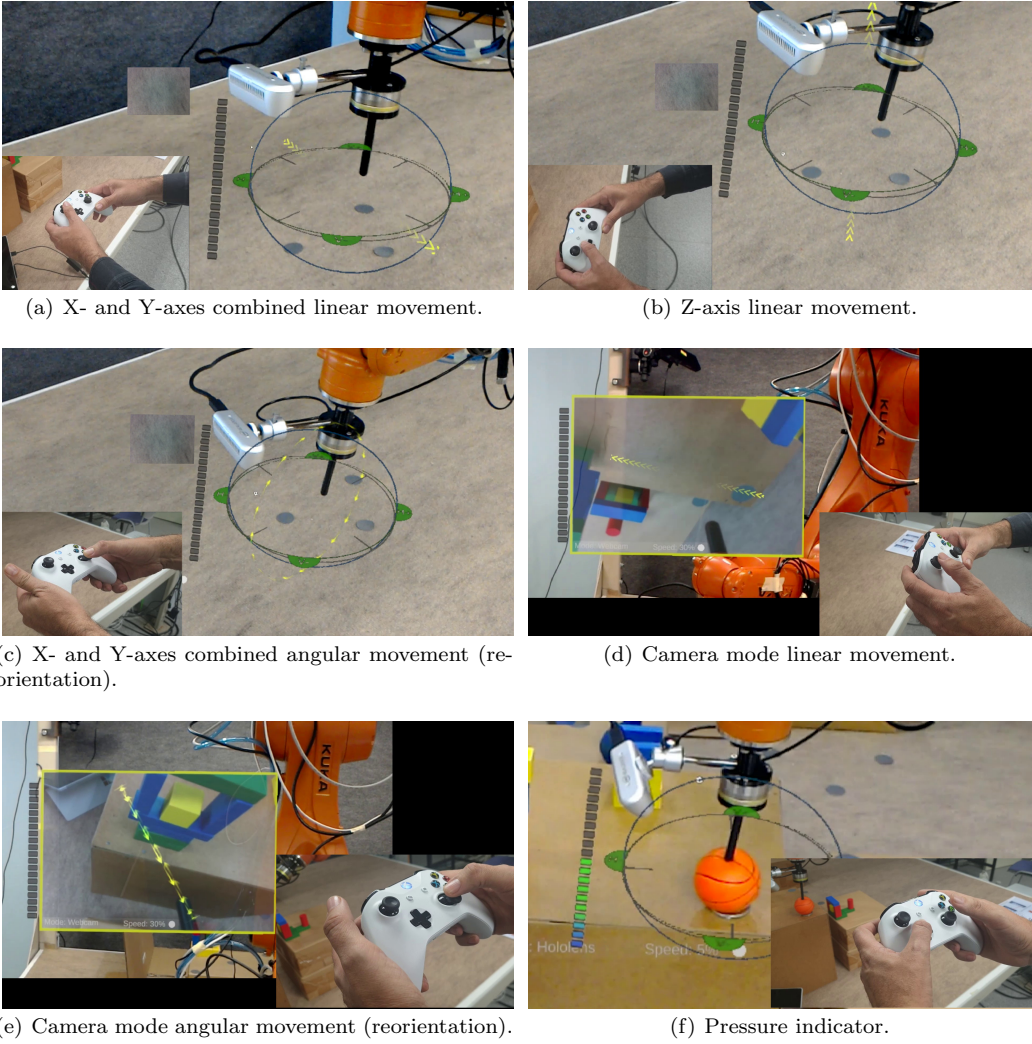 (a) X- and Y-axes combined linear movement.
(b) Z-axis linear movement.
KUKA
Speed: 30%
(c) X- and Y-axes combined angular movement (re-
orientation).
(d) Camera mode linear movement.
KUKA
Mode: Webcam
Speed: 30%
: Hololens
Speed: 5%
(e) Camera mode angular movement (reorientation).
(f) Pressure indicator.